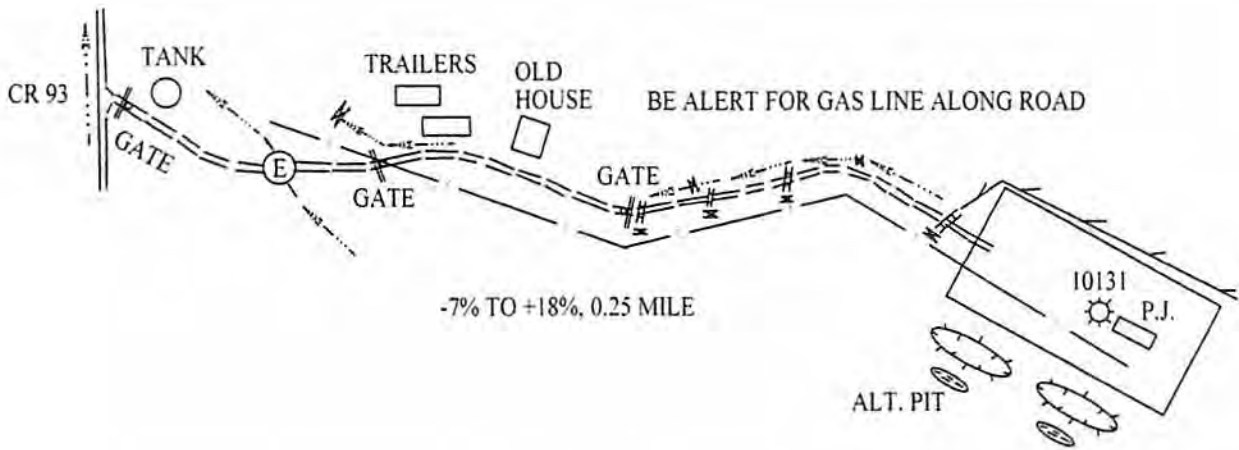 TANK
CR 93
TRAILERS
OLD
HOUSE
BE ALERT FOR GAS LINE ALONG ROAD
GATE
E
GATE
GATE
-7% TO +18%, 0.25 MILE
10131
P.J.
ALT. PIT